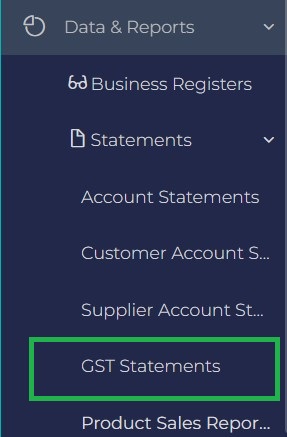 Data & Reports
Business Registers
Statements
Account Statements
Customer Account S...
Supplier Account St...
GST Statements
Product Sales Repor...